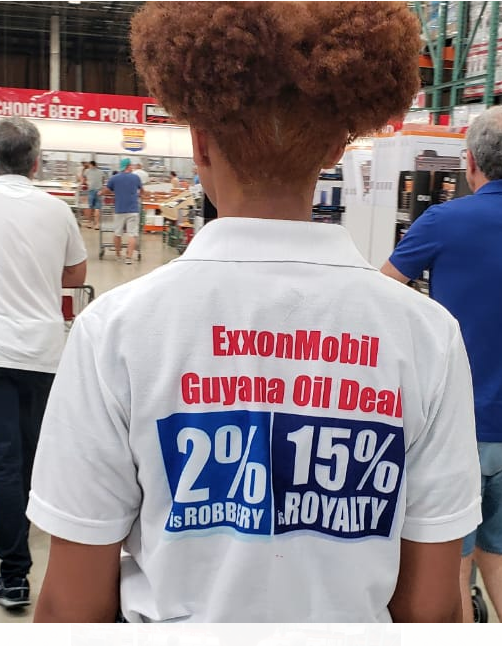 CHOICE BEEF • PORK
ExxonMobil
Guyana Oil Deal
2% 15%
is ROBBERY is ROYALTY